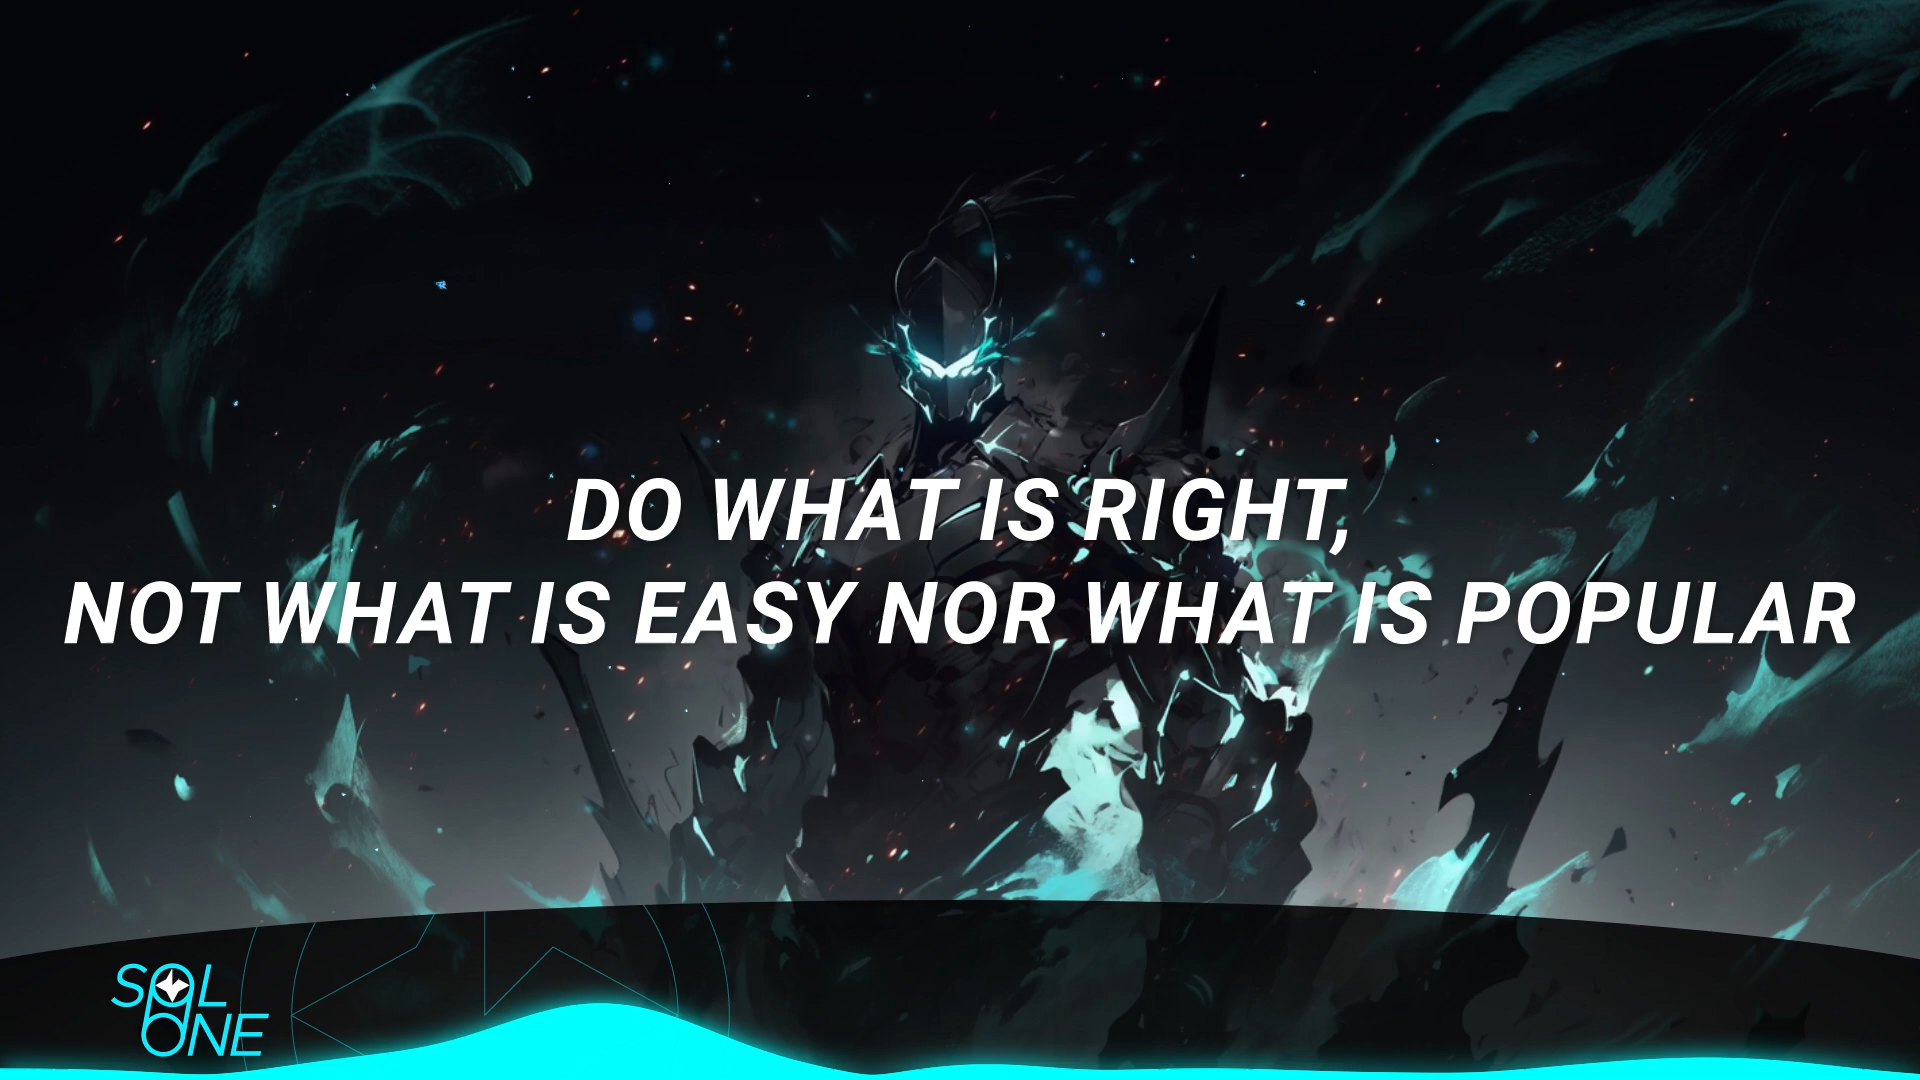 DO WHAT IS RIGHT,
NOT WHAT IS EASY NOR WHAT IS POPULAR
SOL
ONE